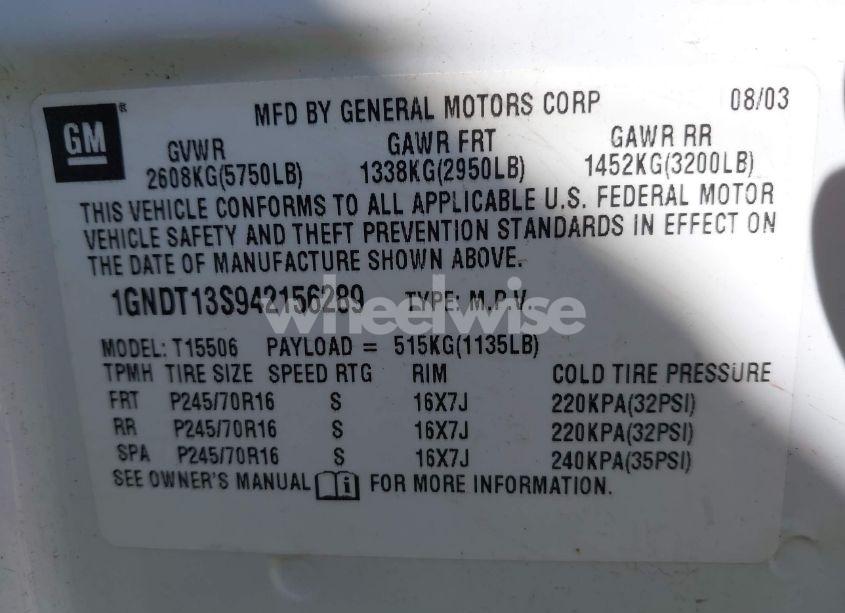 GM ®
MFD BY GENERAL MOTORS CORP 08/03
GVWR GAWR FRT GAWR RR
2608KG(5750LB) 1338KG(2950LB) 1452KG(3200LB)
THIS VEHICLE CONFORMS TO ALL APPLICABLE U.S. FEDERAL MOTOR
VEHICLE SAFETY AND THEFT PREVENTION STANDARDS IN EFFECT ON
THE DATE OF MANUFACTURE SHOWN ABOVE.
1GNDT13S942156289 TYPE: M.P.V.
wheelwise
MODEL: T15506 PAYLOAD = 515KG(1135LB)
TPMH TIRE SIZE SPEED RTG RIM COLD TIRE PRESSURE
FRT P245/70R16 S 16X7J 220KPA(32PSI)
RR P245/70R16 S 16X7J 220KPA(32PSI)
SPA P245/70R16 S 16X7J 240KPA(35PSI)
SEE OWNER'S MANUAL i FOR MORE INFORMATION.